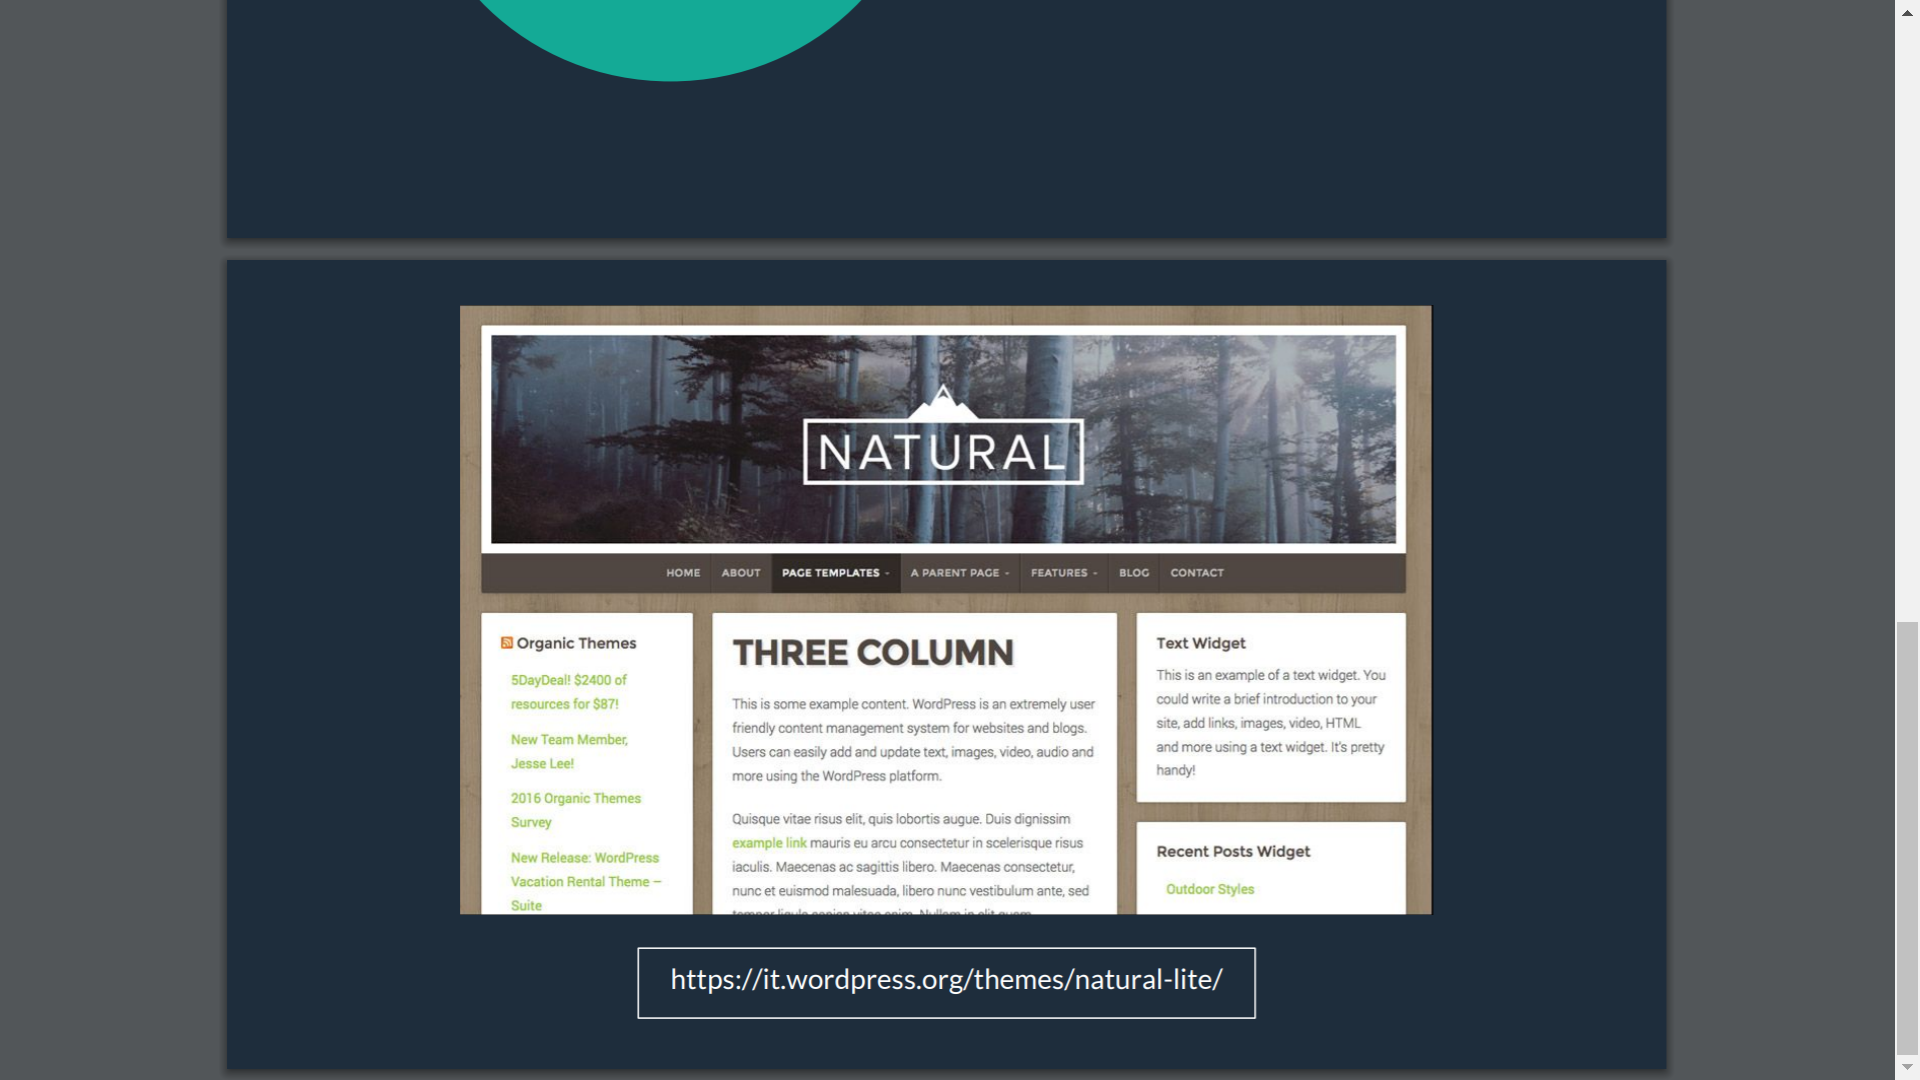 NATURAL
HOME ABOUT PAGE TEMPLATES A PARENT PAGE FEATURES BLOG CONTACT
Organic Themes
5DayDeal! $2400 of
resources for $87!
New Team Member,
Jesse Lee!
2016 Organic Themes
Survey
New Release: WordPress
Vacation Rental Theme –
Suite
THREE COLUMN
This is some example content. WordPress is an extremely user
friendly content management system for websites and blogs.
Users can easily add and update text, images, video, audio and
more using the WordPress platform.
Quisque vitae risus elit, quis lobortis augue. Duis dignissim
example link mauris eu arcu consectetur in scelerisque risus
iaculis. Maecenas ac sagittis libero. Maecenas consectetur,
nunc et euismod malesuada, libero nunc vestibulum ante, sed
Text Widget
This is an example of a text widget. You
could write a brief introduction to your
site, add links, images, video, HTML
and more using a text widget. It's pretty
handy!
Recent Posts Widget
Outdoor Styles
https://it.wordpress.org/themes/natural-lite/